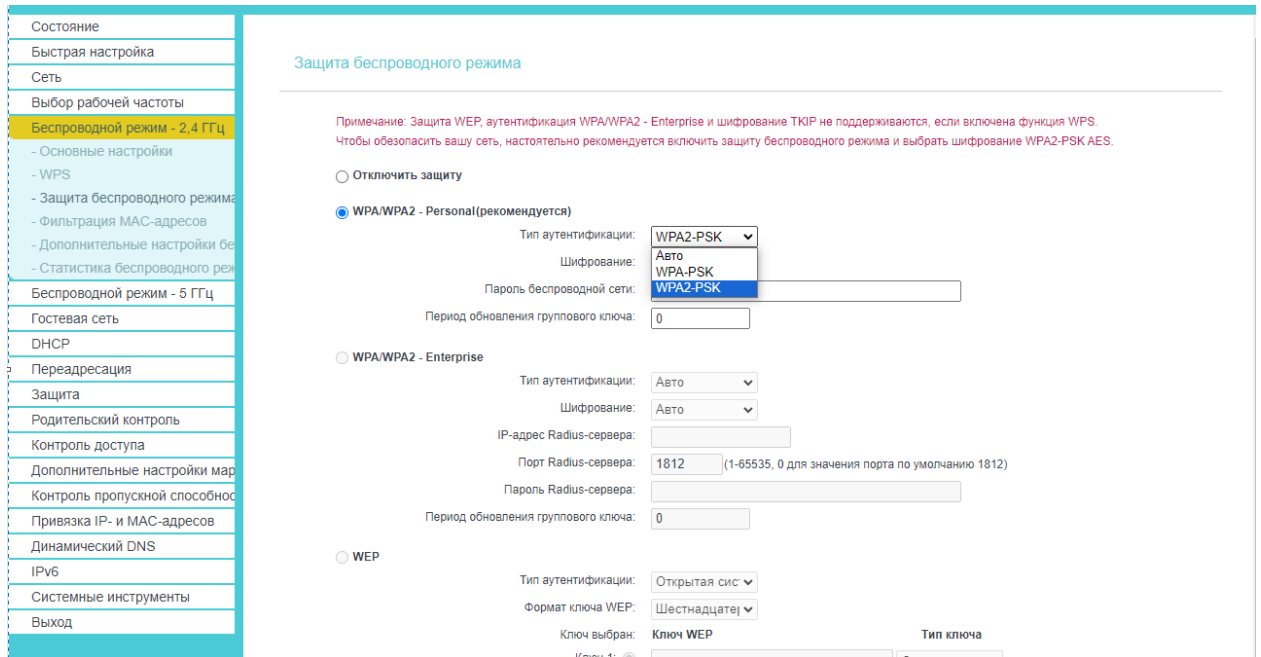 Состояние
Быстрая настройка
Сеть
Выбор рабочей частоты
Беспроводной режим - 2,4 ГГц
- Основные настройки
- WPS
- Защита беспроводного режима
- Фильтрация MAC-адресов
- Дополнительные настройки бе
- Статистика беспроводного реж
Беспроводной режим - 5 ГГц
Гостевая сеть
DHCP
Переадресация
Защита
Родительский контроль
Контроль доступа
Дополнительные настройки мар
Контроль пропускной способнос
Привязка IP- и MAC-адресов
Динамический DNS
IPv6
Системные инструменты
Выход
Защита беспроводного режима
Примечание: Защита WEP, аутентификация WPA/WPA2 - Enterprise и шифрование TKIP не поддерживаются, если включена функция WPS.
Чтобы обезопасить вашу сеть, настоятельно рекомендуется включить защиту беспроводного режима и выбрать шифрование WPA2-PSK AES.
Отключить защиту
WPA/WPA2 - Personal(рекомендуется)
Тип аутентификации: WPA2-PSK
Авто
Шифрование:
WPA-PSK
WPA2-PSK
Пароль беспроводной сети:
Период обновления группового ключа: 0
WPA/WPA2 - Enterprise
Тип аутентификации: Авто
Шифрование: Авто
IP-адрес Radius-сервера:
Порт Radius-сервера: 1812 (1-65535, 0 для значения порта по умолчанию 1812)
Пароль Radius-сервера:
Период обновления группового ключа: 0
WEP
Тип аутентификации: Открытая сис
Формат ключа WEP: Шестнадцатер
Ключ выбран: Ключ WEP Тип ключа
Ключ 1: